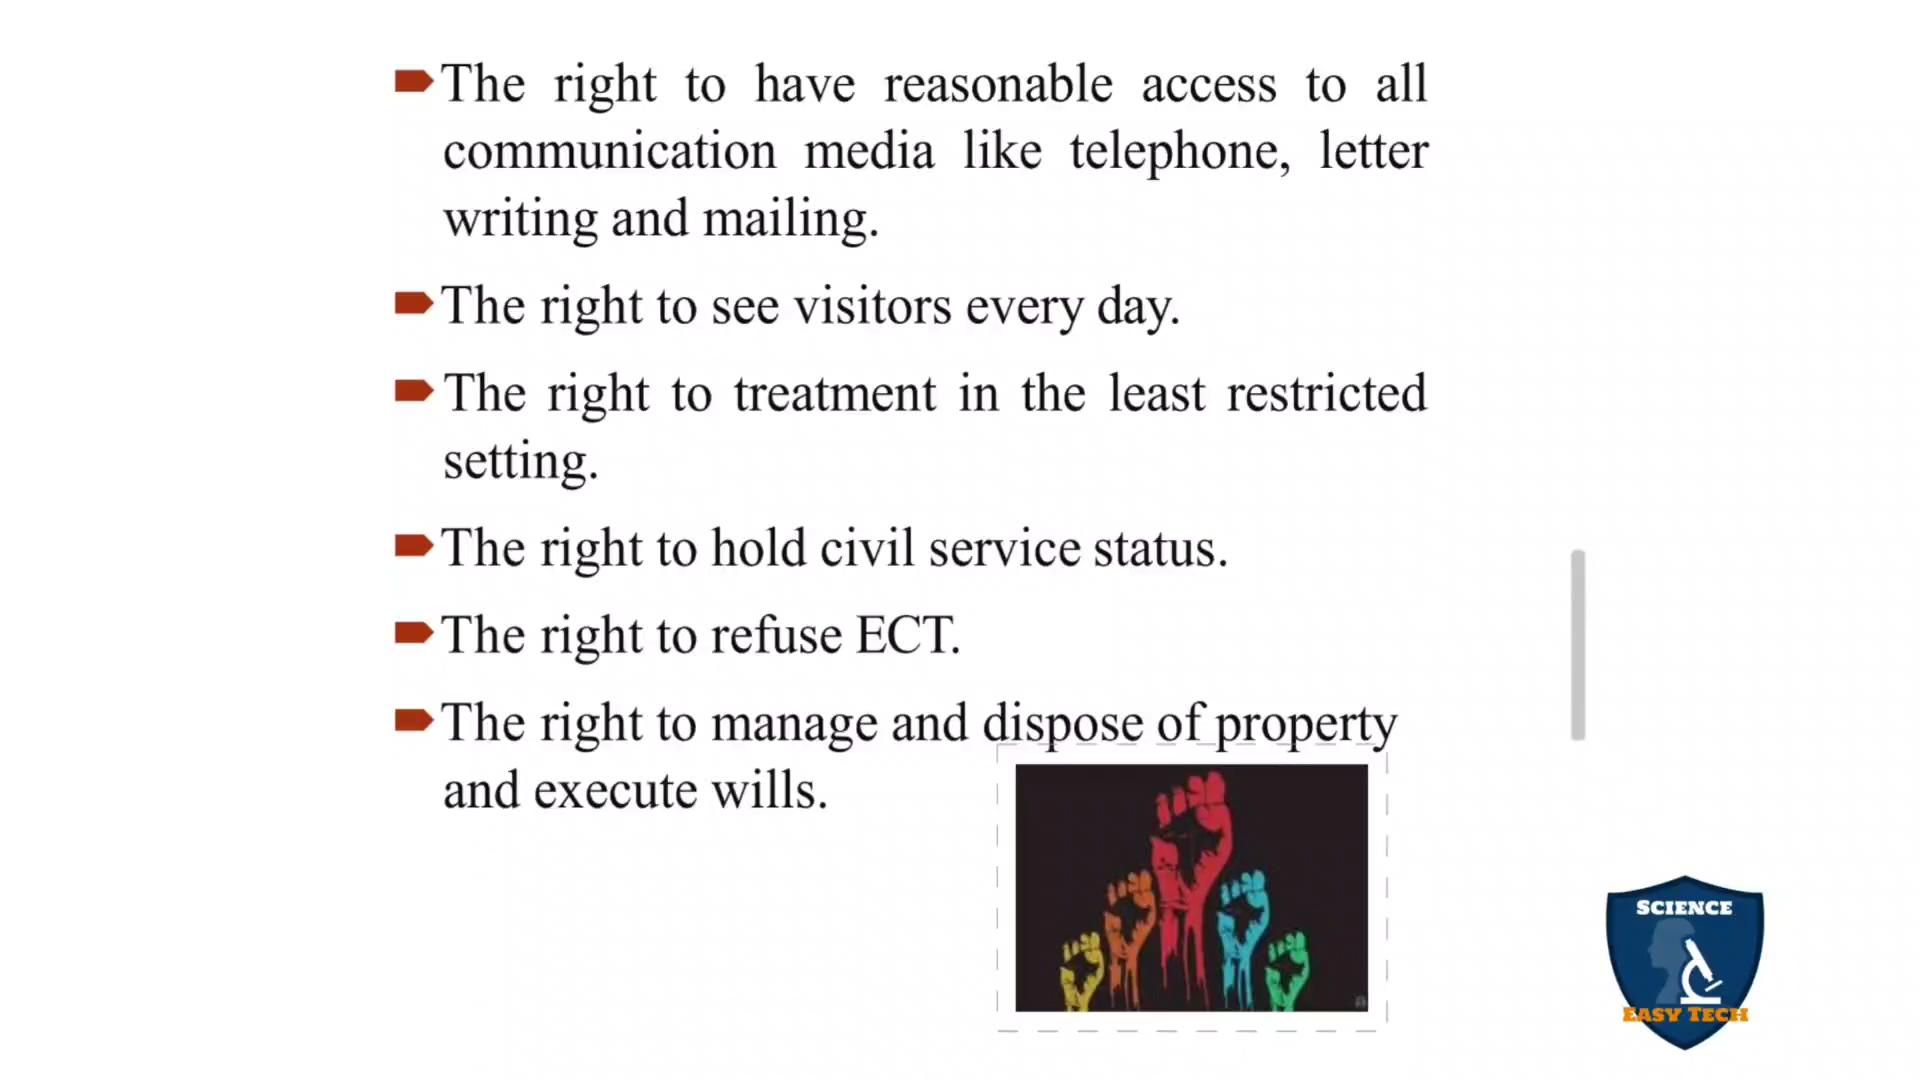 The right to have reasonable access to all
communication media like telephone, letter
writing and mailing.
The right to see visitors every day.
The right to treatment in the least restricted
setting.
The right to hold civil service status.
The right to refuse ECT.
The right to manage and dispose of property
and execute wills.
SCIENCE
EASY TECH